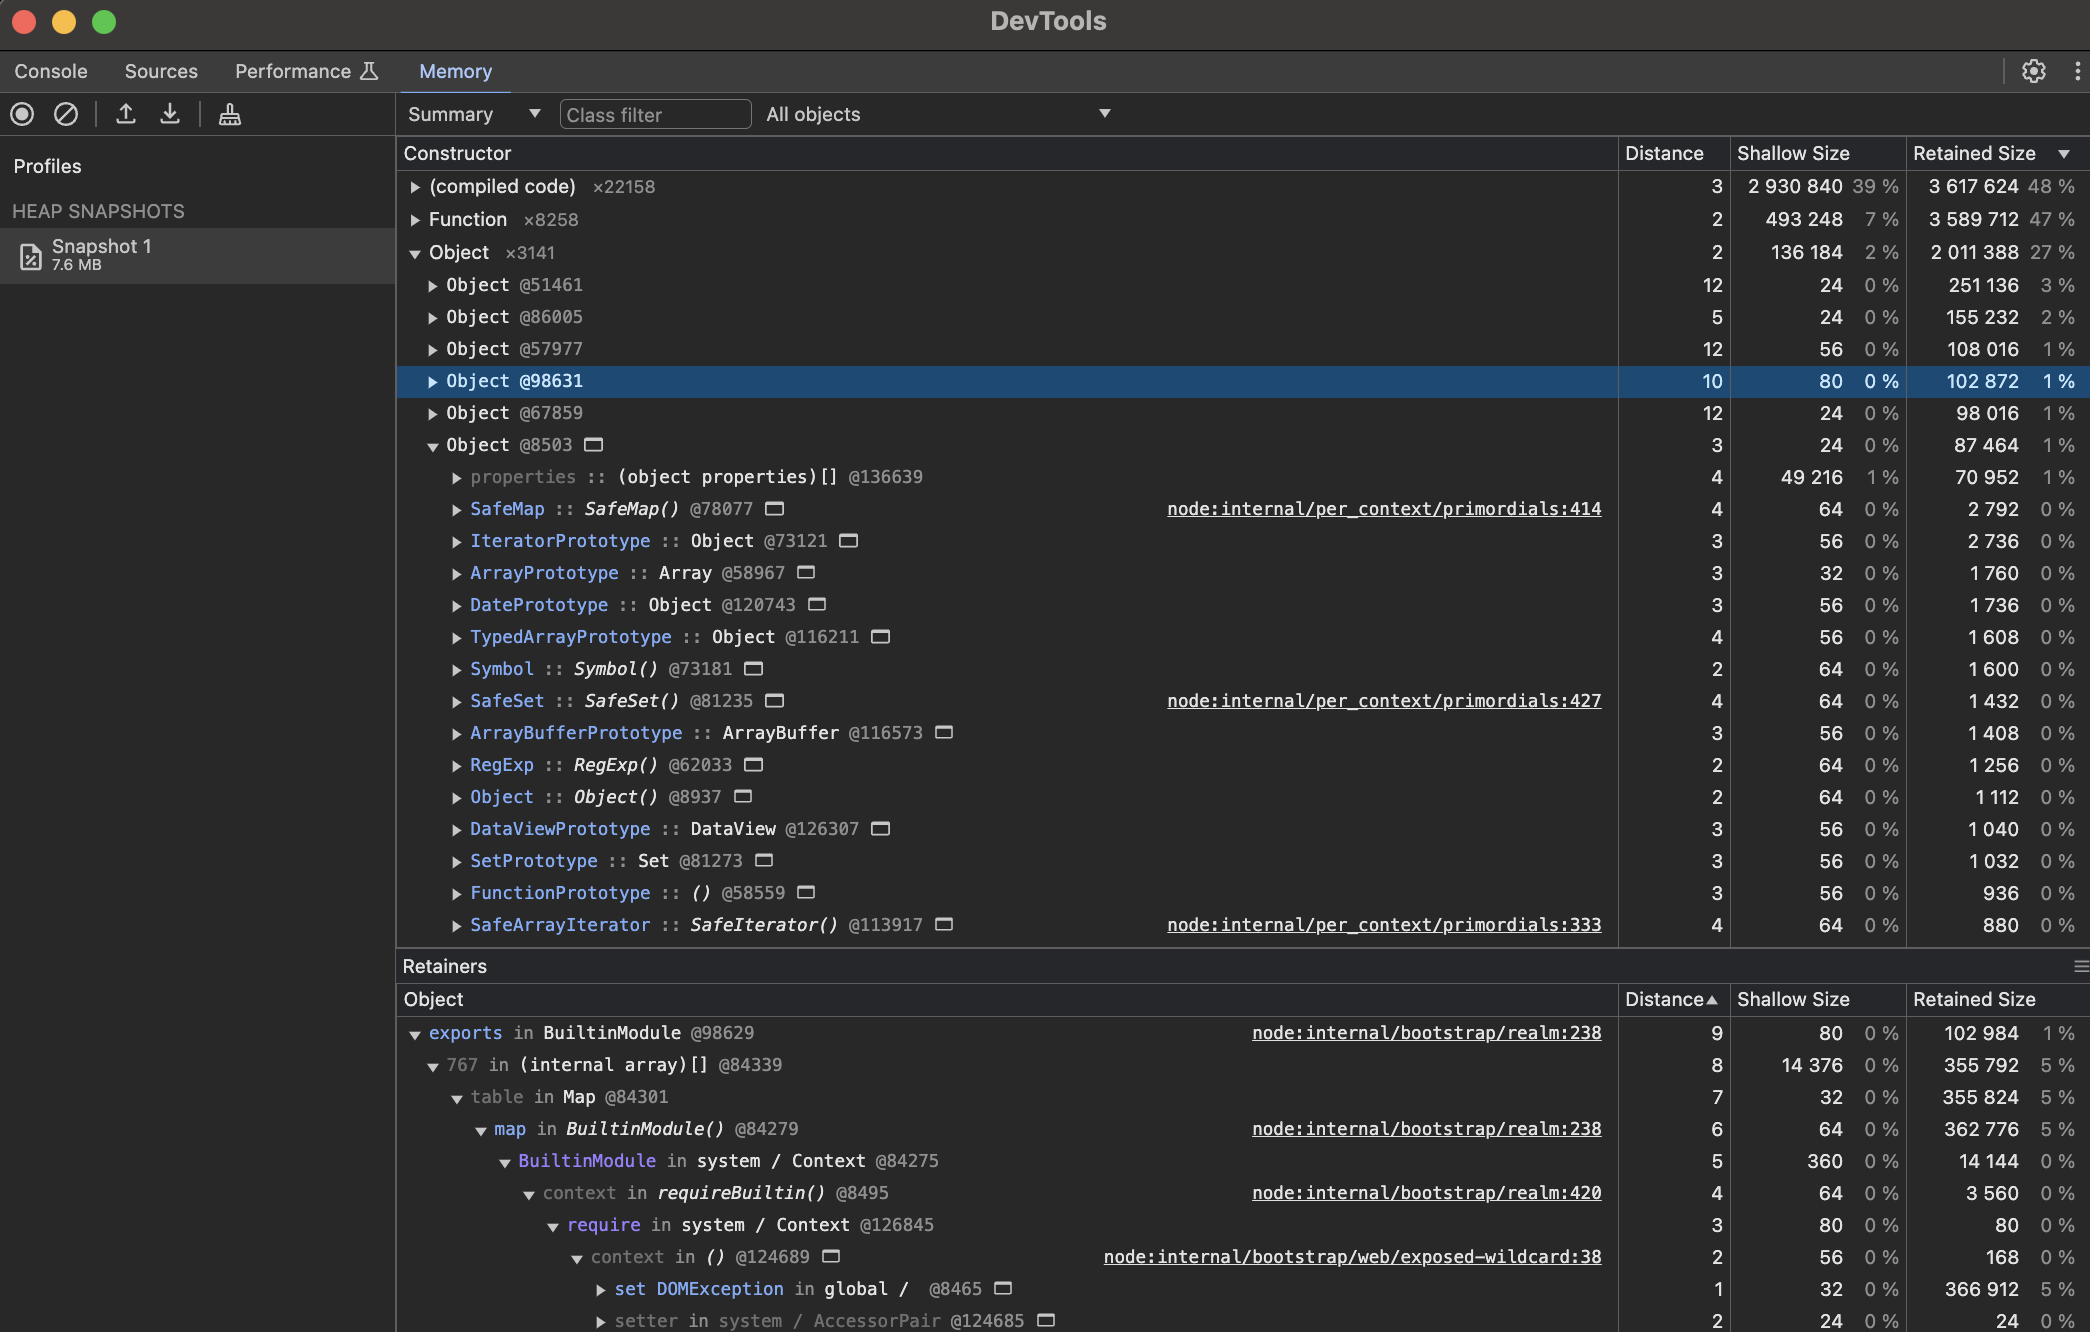 DevTools
Console Sources Performance Memory
Summary Class filter All objects
Profiles
HEAP SNAPSHOTS
Snapshot 1
7.6 MB
Constructor Distance Shallow Size Retained Size
(compiled code) ×22158 3 2 930 840 39 % 3 617 624 48 %
Function ×8258 2 493 248 7 % 3 589 712 47 %
Object ×3141 2 136 184 2 % 2 011 388 27 %
Object @51461 12 24 0 % 251 136 3 %
Object @86005 5 24 0 % 155 232 2 %
Object @57977 12 56 0 % 108 016 1 %
Object @98631 10 80 0 % 102 872 1 %
Object @67859 12 24 0 % 98 016 1 %
Object @8503 3 24 0 % 87 464 1 %
properties :: (object properties)[] @136639 4 49 216 1 % 70 952 1 %
SafeMap :: SafeMap() @78077 node:internal/per_context/primordials:414 4 64 0 % 2 792 0 %
IteratorPrototype :: Object @73121 3 56 0 % 2 736 0 %
ArrayPrototype :: Array @58967 3 32 0 % 1 760 0 %
DatePrototype :: Object @120743 3 56 0 % 1 736 0 %
TypedArrayPrototype :: Object @116211 4 56 0 % 1 608 0 %
Symbol :: Symbol() @73181 2 64 0 % 1 600 0 %
SafeSet :: SafeSet() @81235 node:internal/per_context/primordials:427 4 64 0 % 1 432 0 %
ArrayBufferPrototype :: ArrayBuffer @116573 3 56 0 % 1 408 0 %
RegExp :: RegExp() @62033 2 64 0 % 1 256 0 %
Object :: Object() @8937 2 64 0 % 1 112 0 %
DataViewPrototype :: DataView @126307 3 56 0 % 1 040 0 %
SetPrototype :: Set @81273 3 56 0 % 1 032 0 %
FunctionPrototype :: () @58559 3 56 0 % 936 0 %
SafeArrayIterator :: SafeIterator() @113917 node:internal/per_context/primordials:333 4 64 0 % 880 0 %
Retainers
Object Distance Shallow Size Retained Size
exports in BuiltinModule @98629 node:internal/bootstrap/realm:238 9 80 0 % 102 984 1 %
767 in (internal array)[] @84339 8 14 376 0 % 355 792 5 %
table in Map @84301 7 32 0 % 355 824 5 %
map in BuiltinModule() @84279 node:internal/bootstrap/realm:238 6 64 0 % 362 776 5 %
BuiltinModule in system / Context @84275 5 360 0 % 14 144 0 %
context in requireBuiltin() @8495 node:internal/bootstrap/realm:420 4 64 0 % 3 560 0 %
require in system / Context @126845 3 80 0 % 80 0 %
context in () @124689 node:internal/bootstrap/web/exposed-wildcard:38 2 56 0 % 168 0 %
set DOMException in global / @8465 1 32 0 % 366 912 5 %
setter in system / AccessorPair @124685 2 24 0 % 24 0 %